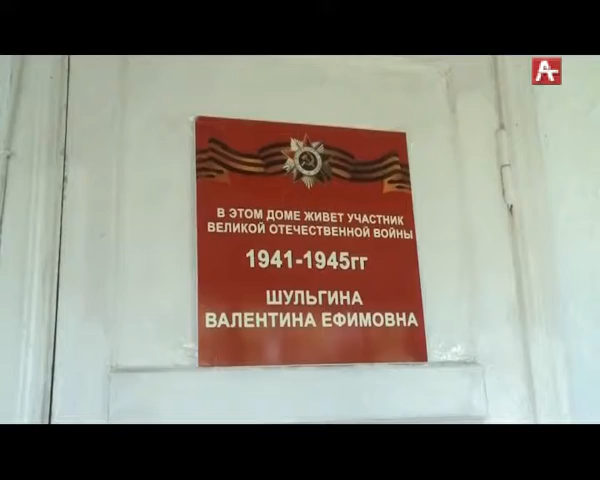 В ЭТОМ ДОМЕ ЖИВЕТ УЧАСТНИК
ВЕЛИКОЙ ОТЕЧЕСТВЕННОЙ ВОЙНЫ
1941-1945гг
ШУЛЬГИНА
ВАЛЕНТИНА ЕФИМОВНА